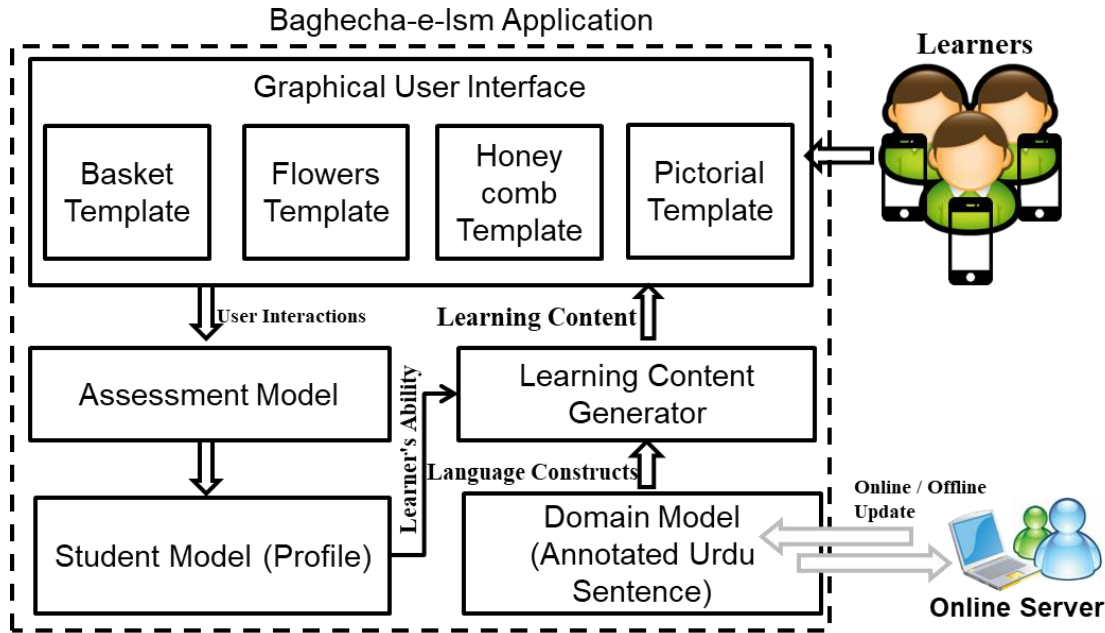 Baghecha-e-Ism Application
Learners
Graphical User Interface
Basket
Template
Flowers
Template
Honey
comb
Template
Pictorial
Template
User Interactions
Learning Content
Assessment Model
Learner's Ability
Learning Content
Generator
Language Constructs
Student Model (Profile)
Domain Model
(Annotated Urdu
Sentence)
Online / Offline
Update
Online Server